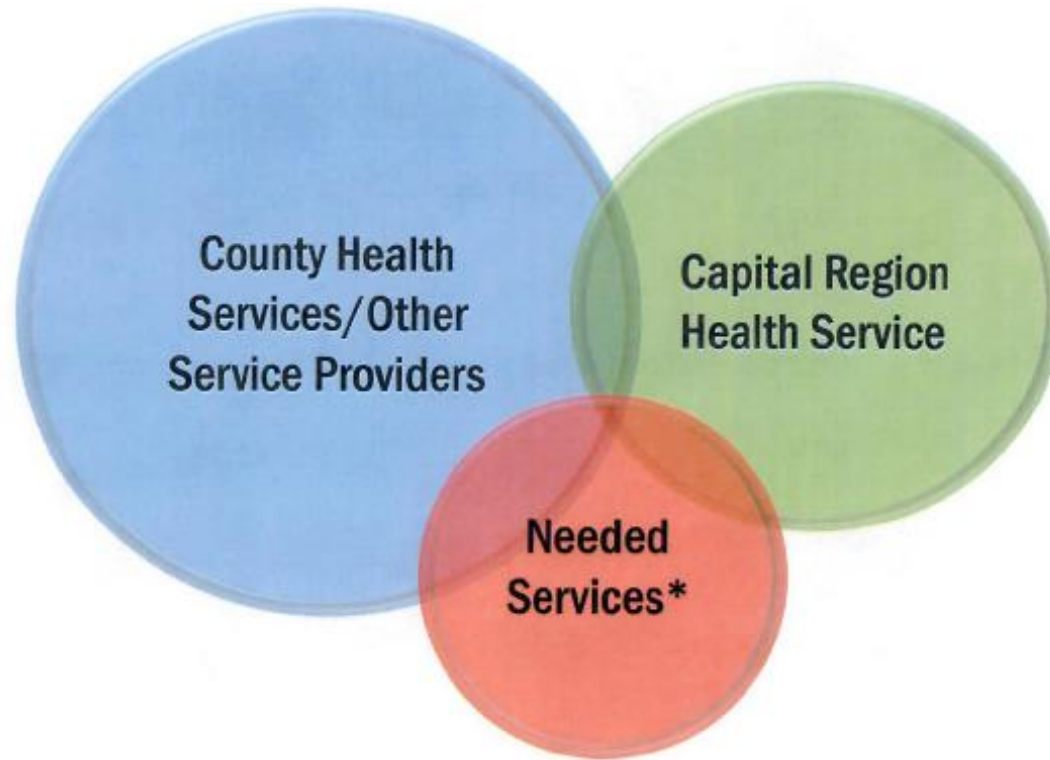 County Health
Services/Other
Service Providers
Capital Region
Health Service
Needed
Services*